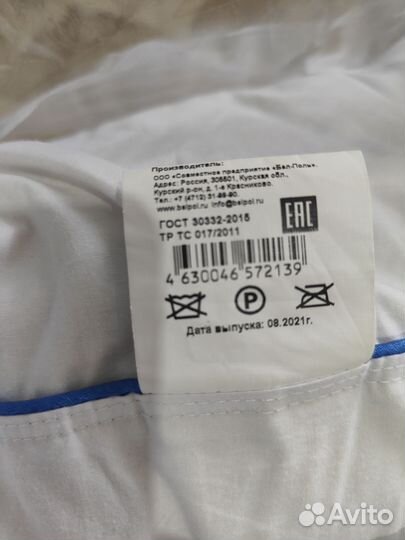 Производитель:
ООО «Совместное предприятие «Бел-Поль».
Адрес: Россия, 305501, Курская обл.,
Курский р-он, д. 1-е Красниково.
Тел.: +7 (4712) 31-98-90.
www.belpol.ru info@belpol.ru
ГОСТ 30332-2015
ТР ТС 017/2011
EAC
4 630046 572139
P
Дата выпуска: 08.2021г.
Avito